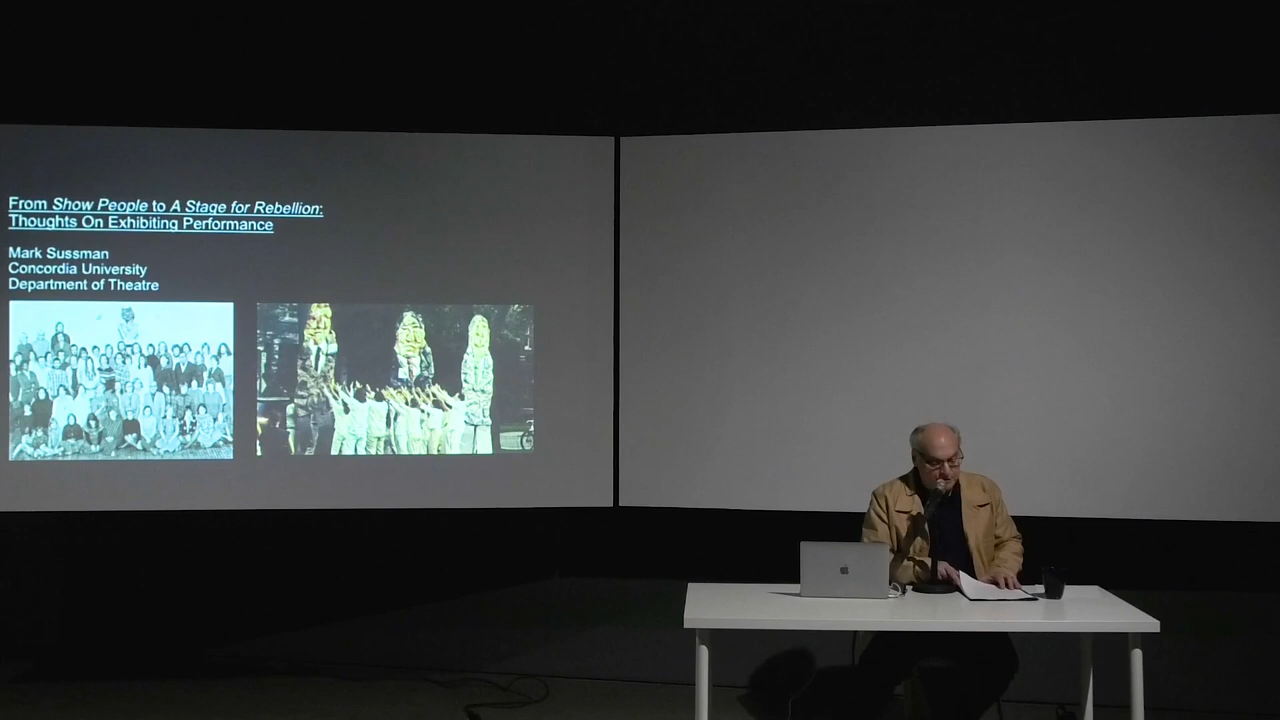 From Show People to A Stage for Rebellion:
Thoughts On Exhibiting Performance
Mark Sussman
Concordia University
Department of Theatre